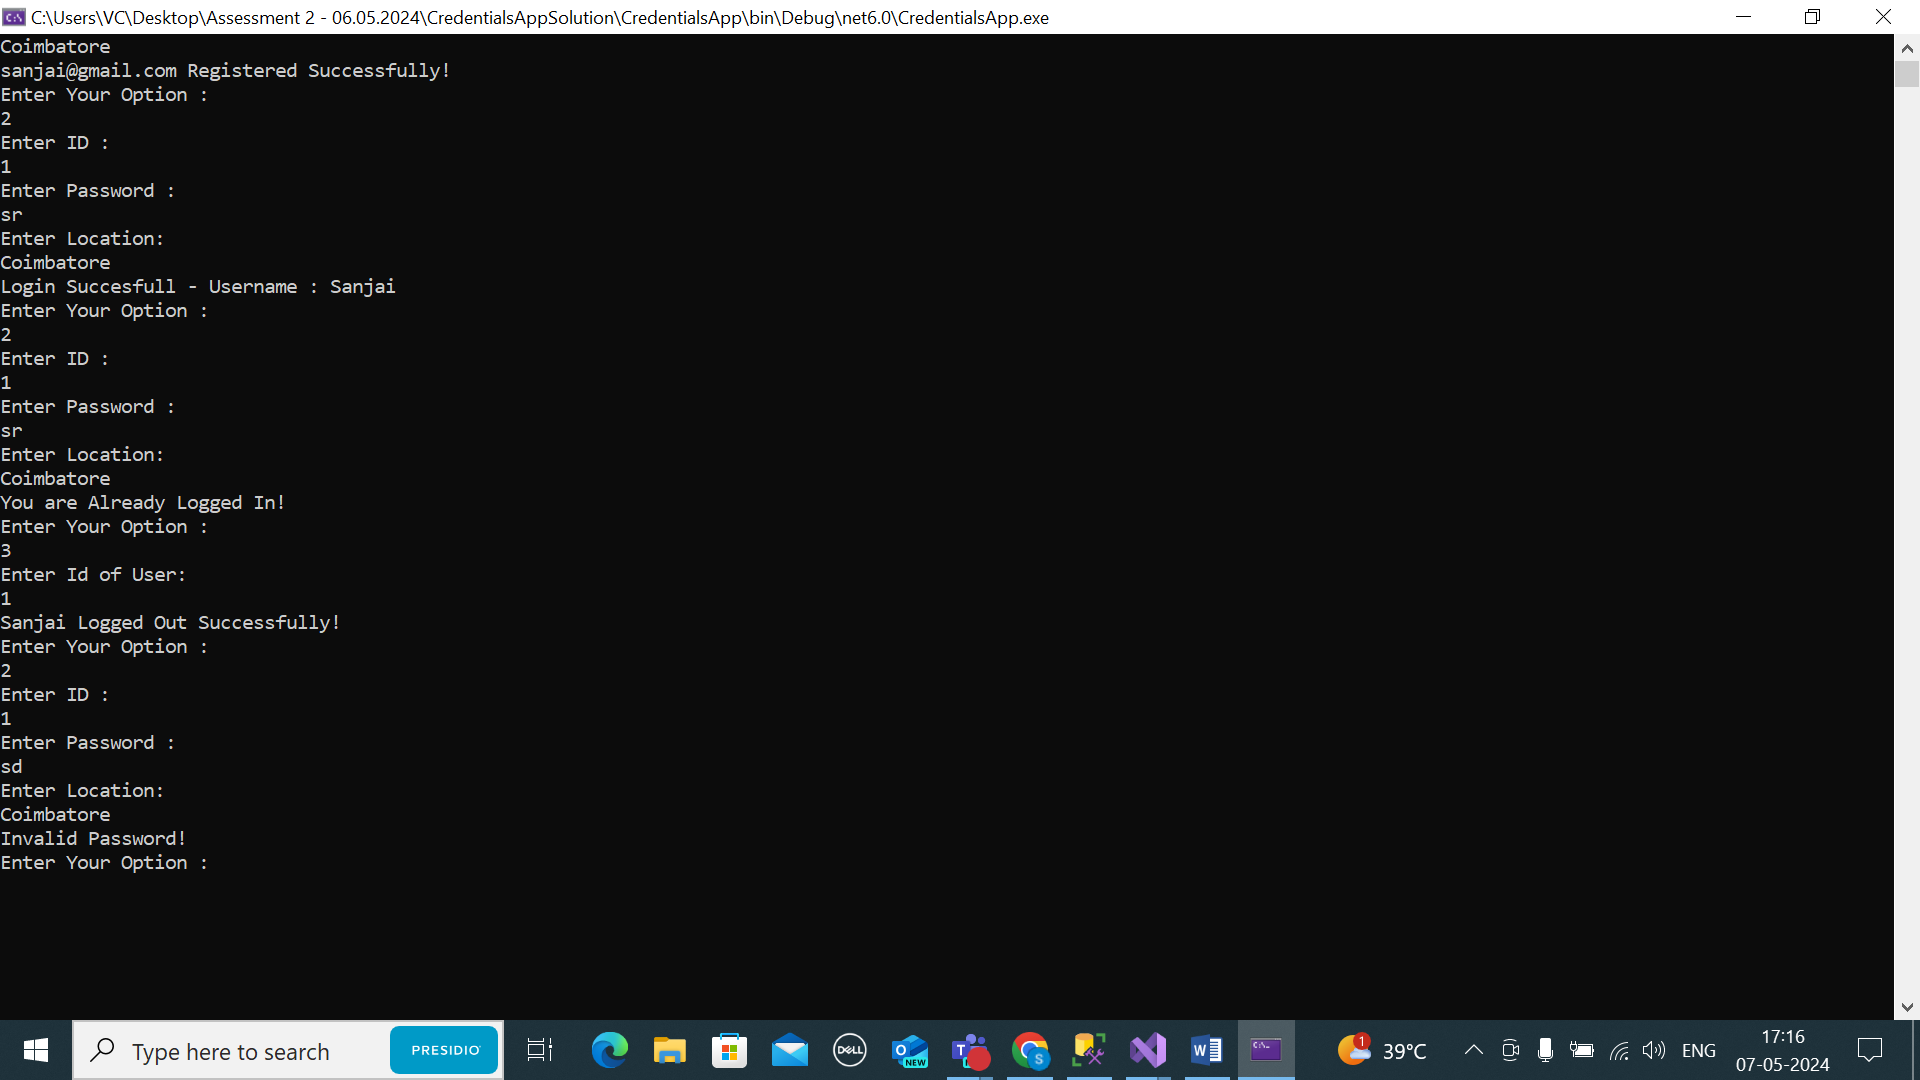 C:\Users\VC\Desktop\Assessment 2 - 06.05.2024\CredentialsAppSolution\CredentialsApp\bin\Debug\net6.0\CredentialsApp.exe
Coimbatore
sanjai@gmail.com Registered Successfully!
Enter Your Option :
2
Enter ID :
1
Enter Password :
sr
Enter Location:
Coimbatore
Login Succesfull - Username : Sanjai
Enter Your Option :
2
Enter ID :
1
Enter Password :
sr
Enter Location:
Coimbatore
You are Already Logged In!
Enter Your Option :
3
Enter Id of User:
1
Sanjai Logged Out Successfully!
Enter Your Option :
2
Enter ID :
1
Enter Password :
sd
Enter Location:
Coimbatore
Invalid Password!
Enter Your Option :
Type here to search
PRESIDIO
DELL
NEW
1
39°C
ENG
17:16
07-05-2024